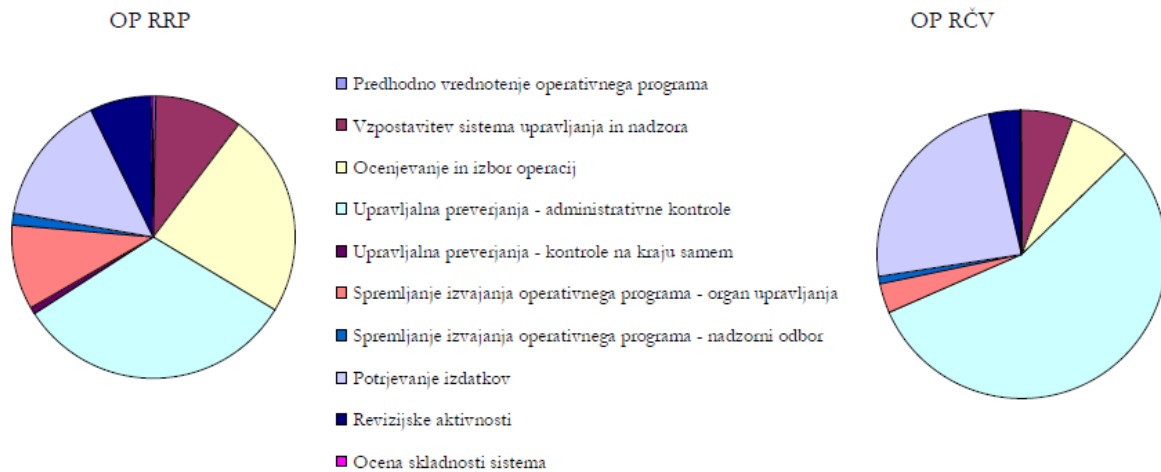 OP RRP
OP RČV
Predhodno vrednotenje operativnega programa
Vzpostavitev sistema upravljanja in nadzora
Ocenjevanje in izbor operacij
Upravljalna preverjanja - administrativne kontrole
Upravljalna preverjanja - kontrole na kraju samem
Spremljanje izvajanja operativnega programa - organ upravljanja
Spremljanje izvajanja operativnega programa - nadzorni odbor
Potrjevanje izdatkov
Revizijske aktivnosti
Ocena skladnosti sistema